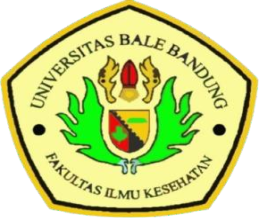 UNIVERSITAS BALE BANDUNG
FAKULTAS ILMU KESEHATAN